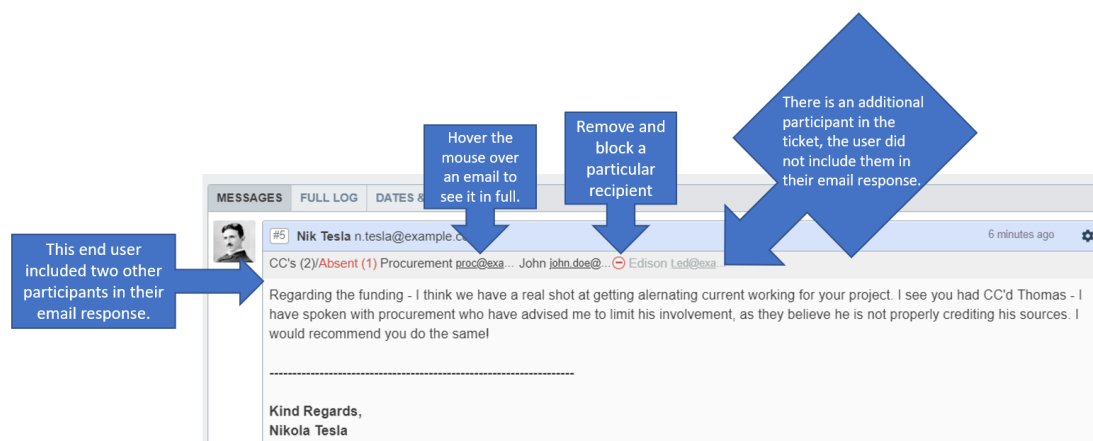 There is an additional
participant in the
ticket, the user did
not include them in
their email response.
Hover the
mouse over
an email to
see it in full.
Remove and
block a
particular
recipient
This end user
included two other
participants in their
email response.
MESSAGES FULL LOG DATES &
#5 Nik Tesla n.tesla@example.c 6 minutes ago
CC's (2)/Absent (1) Procurement proc@exa... John john.doe@... Edison t.ed@exa...
Regarding the funding - I think we have a real shot at getting alernating current working for your project. I see you had CC'd Thomas - I
have spoken with procurement who have advised me to limit his involvement, as they believe he is not properly crediting his sources. I
would recommend you do the same!
----------------------------------------------------------------------
Kind Regards,
Nikola Tesla